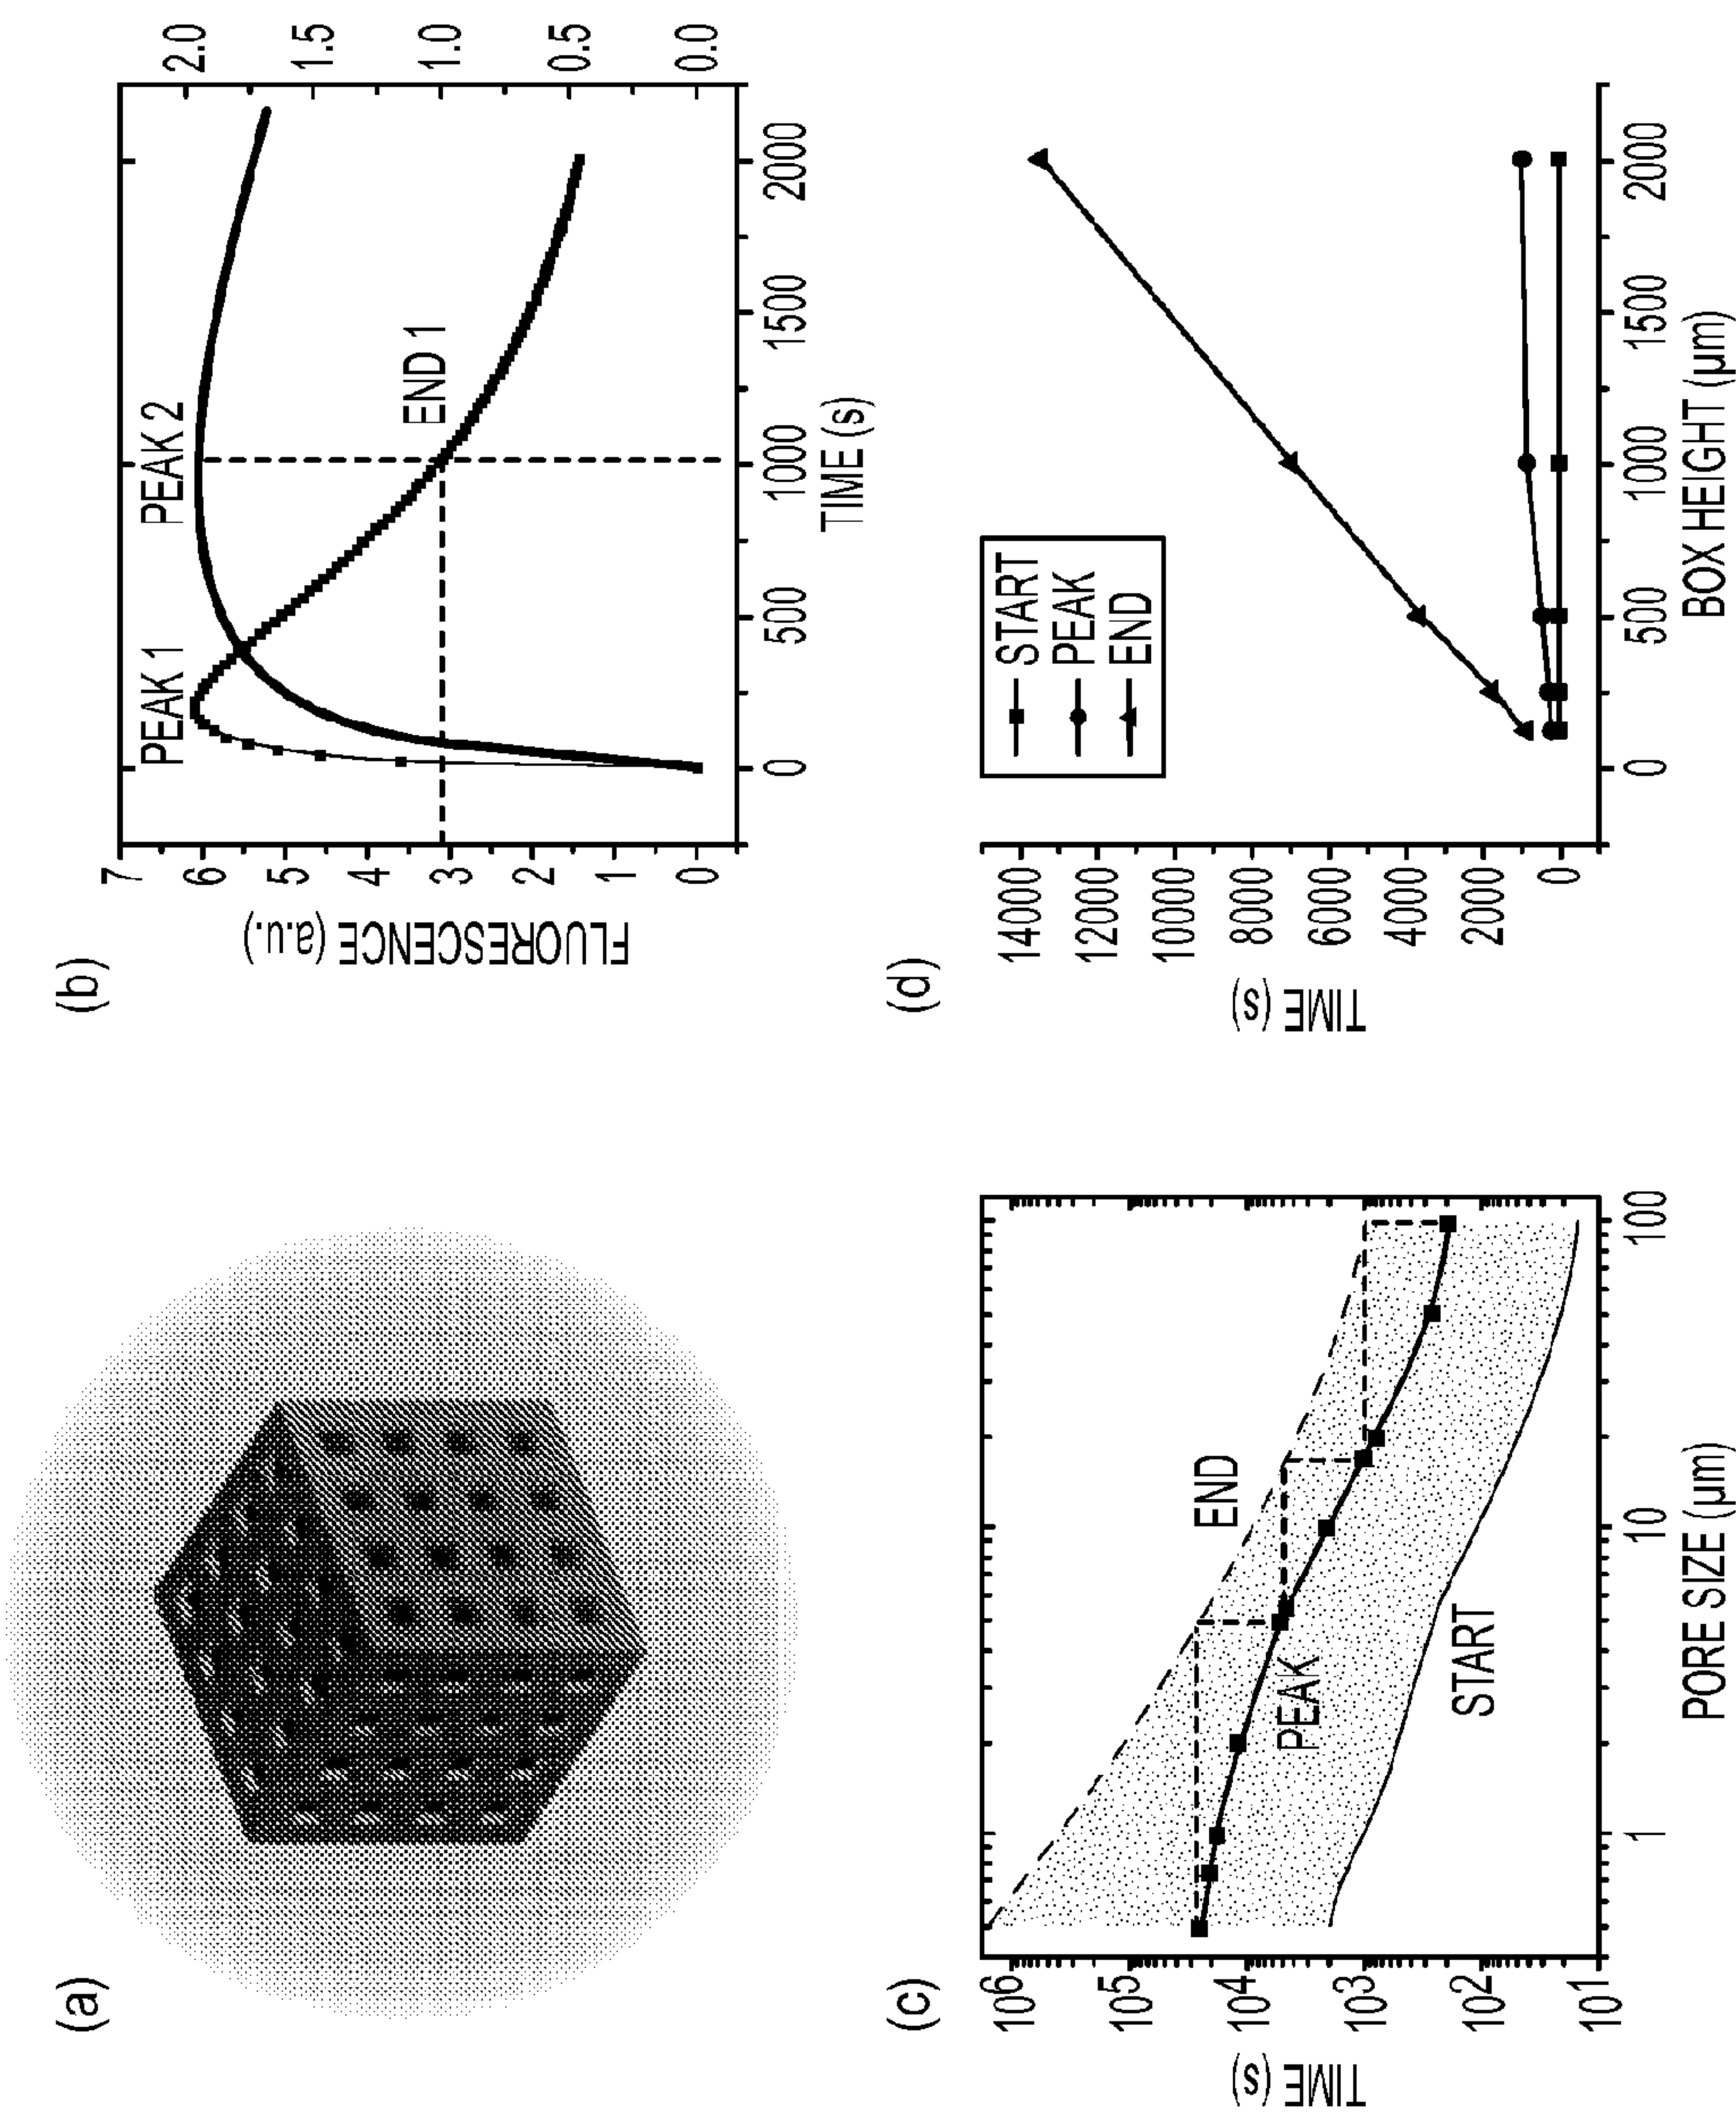 (a)
(b)
PEAK 1
PEAK 2
END 1
7
6
5
4
3
2
1
0
2.0
1.5
1.0
0.5
0.0
FLUORESCENCE (a.u.)
0
500
1000
1500
2000
TIME (s)
(c)
10⁶
10⁵
10⁴
10³
10²
10¹
TIME (s)
END
PEAK
START
1
10
100
PORE SIZE (µm)
(d)
START
PEAK
END
14000
12000
10000
8000
6000
4000
2000
0
TIME (s)
0
500
1000
1500
2000
BOX HEIGHT (µm)